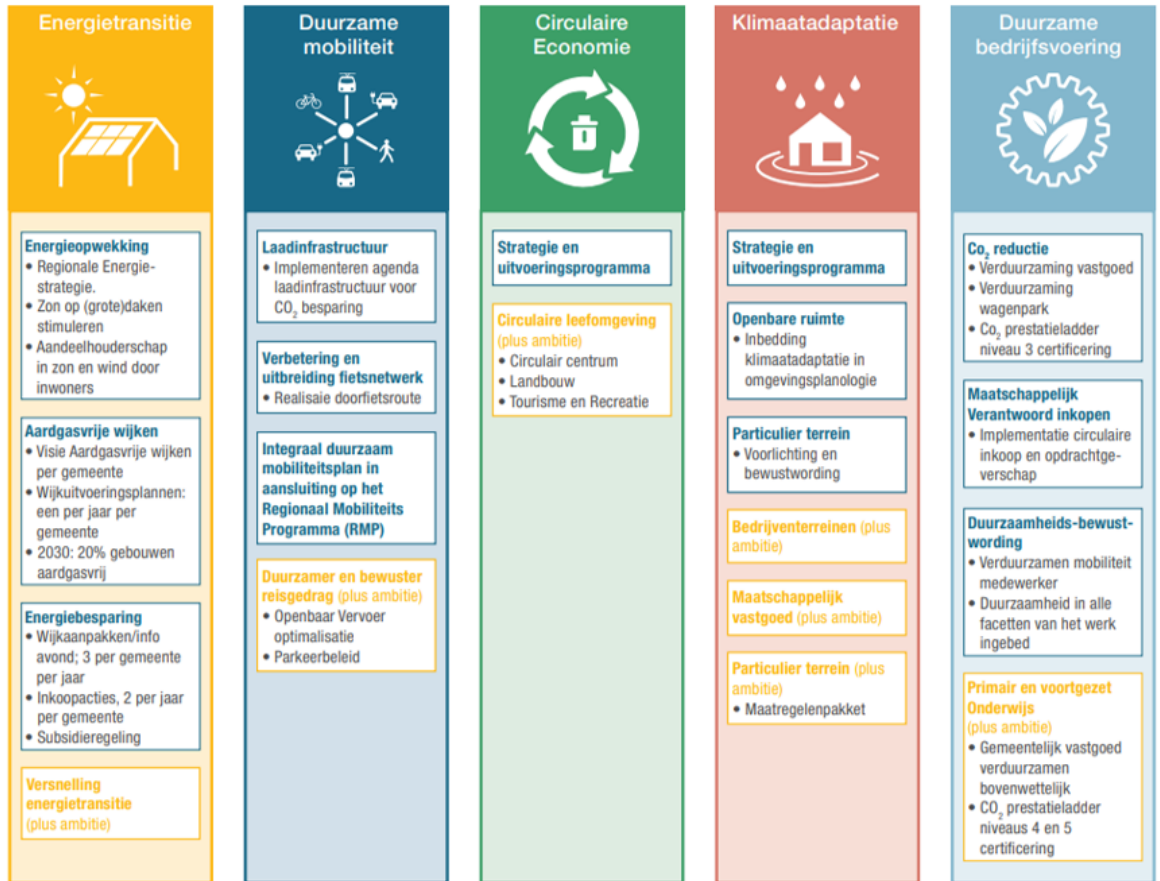 Energietransitie
Energieopwekking
• Regionale Energie-
strategie.
• Zon op (grote)daken
stimuleren
• Aandeelhouderschap
in zon en wind door
inwoners
Aardgasvrije wijken
• Visie Aardgasvrije wijken
per gemeente
• Wijkuitvoeringsplannen:
een per jaar per
gemeente
• 2030: 20% gebouwen
aardgasvrij
Energiebesparing
• Wijkaanpakken/info
avond; 3 per gemeente
per jaar
• Inkoopacties, 2 per jaar
per gemeente
• Subsidieregeling
Versnelling
energietransitie
(plus ambitie)
Duurzame
mobiliteit
Laadinfrastructuur
• Implementeren agenda
laadinfrastructuur voor
CO₂ besparing
Verbetering en
uitbreiding fietsnetwerk
• Realisaie doorfietsroute
Integraal duurzaam
mobiliteitsplan in
aansluiting op het
Regionaal Mobiliteits
Programma (RMP)
Duurzamer en bewuster
reisgedrag (plus ambitie)
• Openbaar Vervoer
optimalisatie
• Parkeerbeleid
Circulaire
Economie
Strategie en
uitvoeringsprogramma
Circulaire leefomgeving
(plus ambitie)
• Circulair centrum
• Landbouw
• Tourisme en Recreatie
Klimaatadaptatie
Strategie en
uitvoeringsprogramma
Openbare ruimte
• Inbedding
klimaatadaptatie in
omgevingsplanologie
Particulier terrein
• Voorlichting en
bewustwording
Bedrijventerreinen (plus
ambitie)
Maatschappelijk
vastgoed (plus ambitie)
Particulier terrein (plus
ambitie)
• Maatregelenpakket
Duurzame
bedrijfsvoering
Co₂ reductie
• Verduurzaming vastgoed
• Verduurzaming
wagenpark
• Co₂ prestatieladder
niveau 3 certificering
Maatschappelijk
Verantwoord inkopen
• Implementatie circulaire
inkoop en opdrachtge-
verschap
Duurzaamheids-bewust-
wording
• Verduurzamen mobiliteit
medewerker
• Duurzaamheid in alle
facetten van het werk
ingebed
Primair en voortgezet
Onderwijs
(plus ambitie)
• Gemeentelijk vastgoed
verduurzamen
bovenwettelijk
• CO₂ prestatieladder
niveaus 4 en 5
certificering